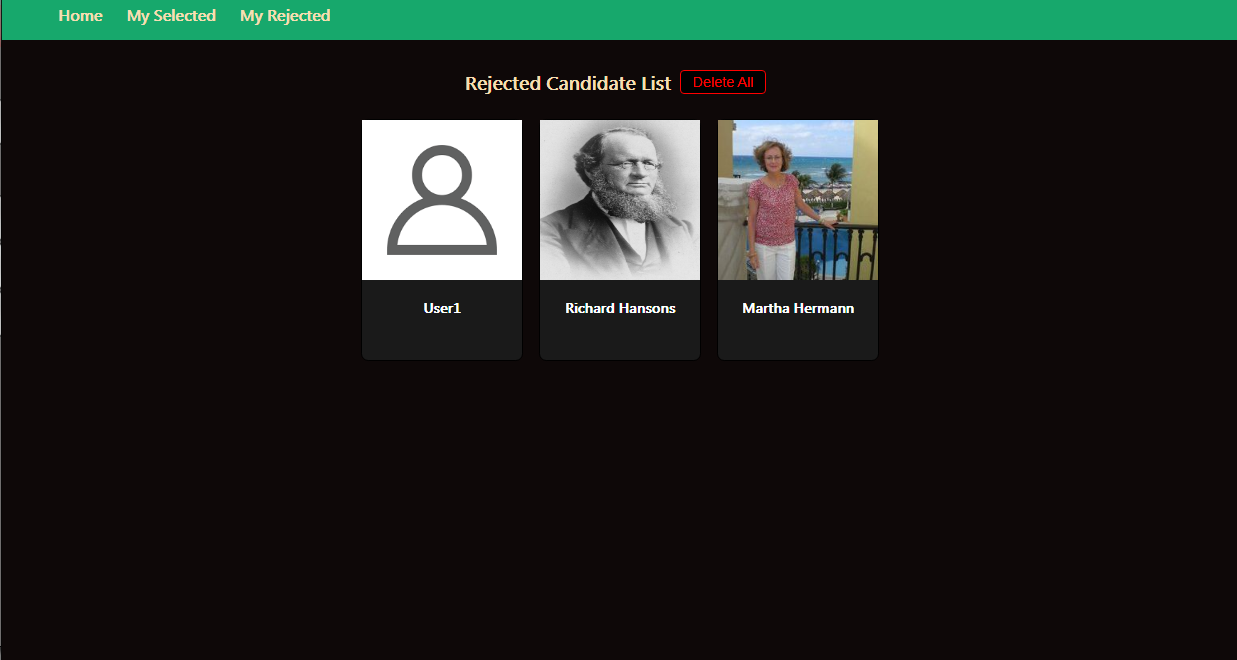 Home My Selected My Rejected
Rejected Candidate List Delete All
User1 Richard Hansons Martha Hermann